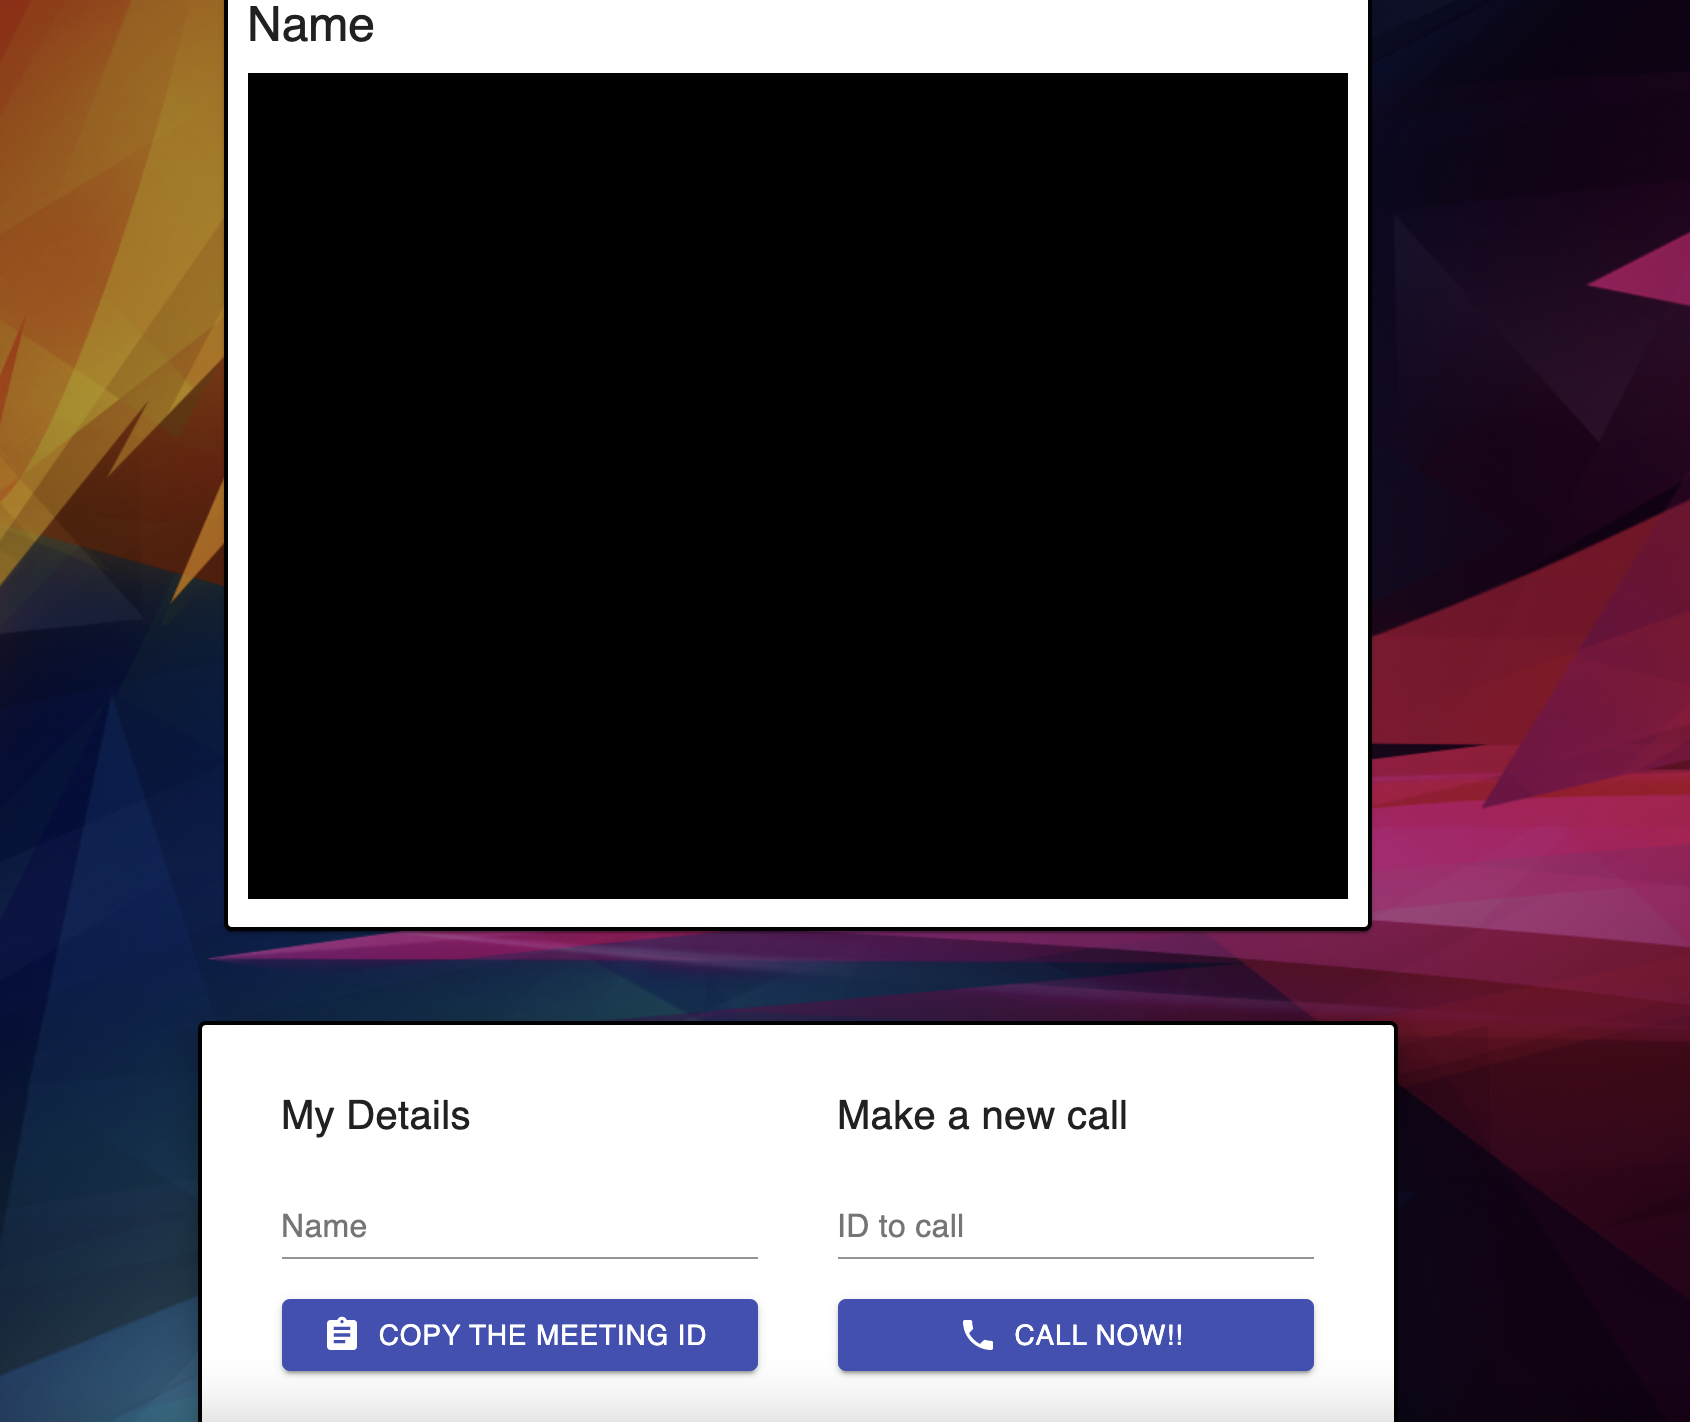 Name
My Details
Make a new call
Name
ID to call
COPY THE MEETING ID
CALL NOW!!